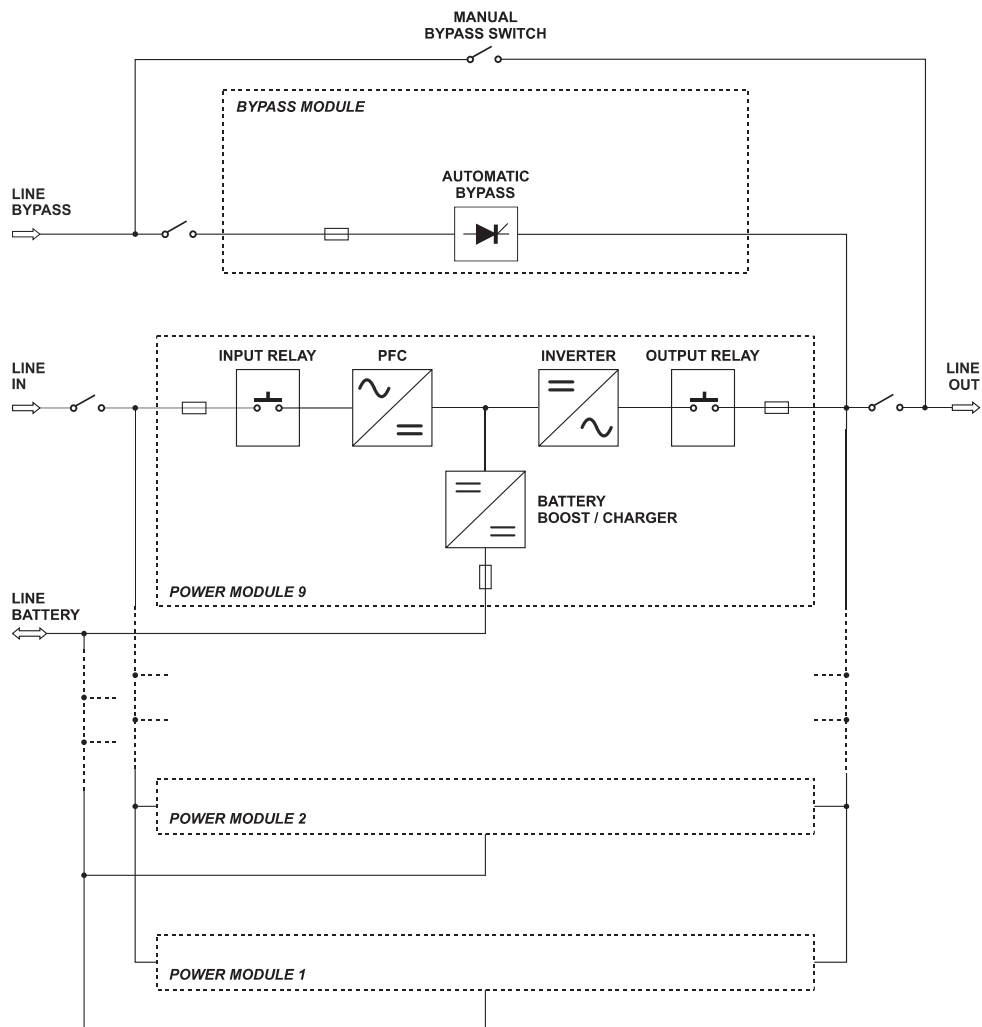 MANUAL
BYPASS SWITCH
BYPASS MODULE
AUTOMATIC
BYPASS
LINE
BYPASS
INPUT RELAY
PFC
INVERTER
OUTPUT RELAY
LINE
IN
LINE
OUT
BATTERY
BOOST / CHARGER
POWER MODULE 9
LINE
BATTERY
POWER MODULE 2
POWER MODULE 1